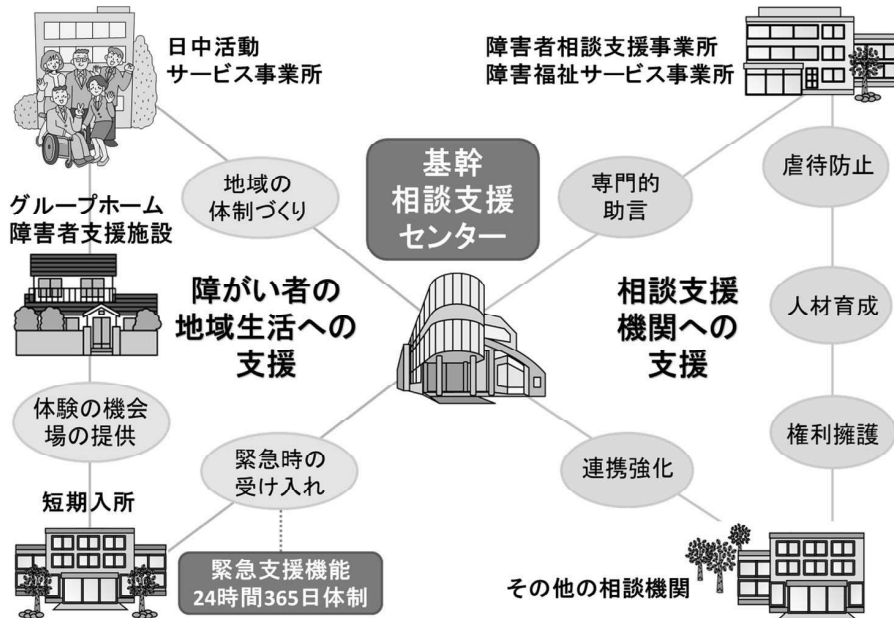 日中活動
サービス事業所
障害者相談支援事業所
障害福祉サービス事業所
基幹
相談支援
センター
地域の
体制づくり
専門的
助言
虐待防止
グループホーム
障害者支援施設
障がい者の
地域生活への
支援
相談支援
機関への
支援
人材育成
体験の機会
場の提供
緊急時の
受け入れ
連携強化
権利擁護
短期入所
緊急支援機能
24時間365日体制
その他の相談機関